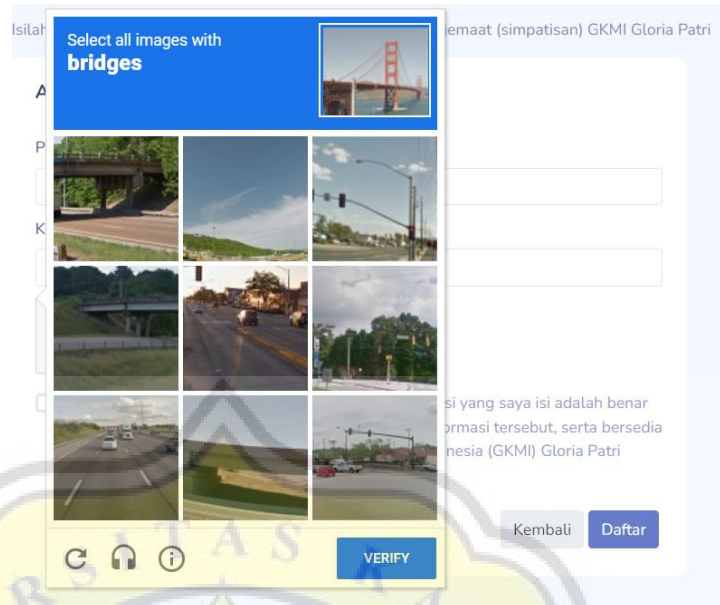 Isilah
jemaat (simpatisan) GKMI Gloria Patri
Select all images with
bridges
A
P
K
si yang saya isi adalah benar
ormasi tersebut, serta bersedia
nesia (GKMI) Gloria Patri
Kembali
Daftar
VERIFY
R S I T A S